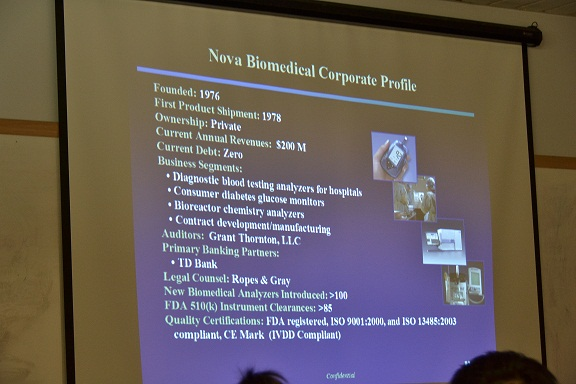 Nova Biomedical Corporate Profile
Founded: 1976
First Product Shipment: 1978
Ownership: Private
Current Annual Revenues: $200 M
Current Debt: Zero
Business Segments:
• Diagnostic blood testing analyzers for hospitals
• Consumer diabetes glucose monitors
• Bioreactor chemistry analyzers
• Contract development/manufacturing
Auditors: Grant Thornton, LLC
Primary Banking Partners:
• TD Bank
Legal Counsel: Ropes & Gray
New Biomedical Analyzers Introduced: >100
FDA 510(k) Instrument Clearances: >85
Quality Certifications: FDA registered, ISO 9001:2000, and ISO 13485:2003
compliant, CE Mark (IVDD Compliant)
Confidential